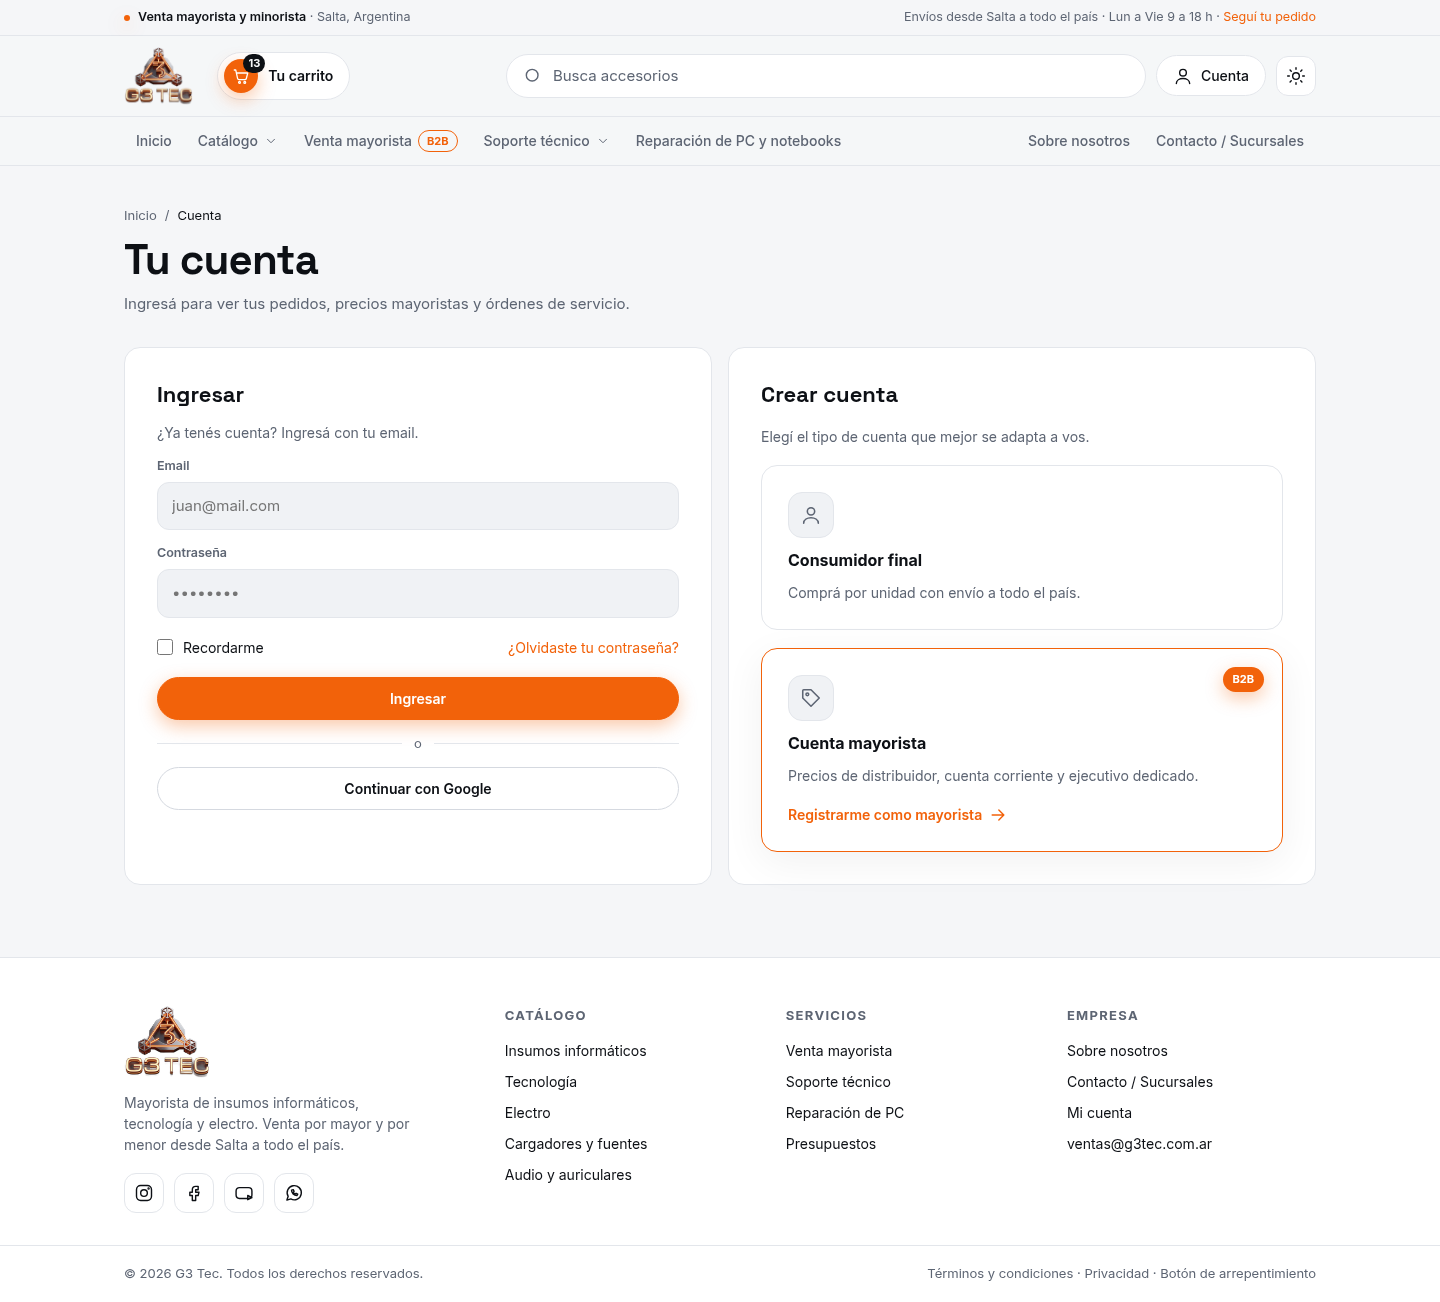 Venta mayorista y minorista · Salta, Argentina
Envíos desde Salta a todo el país · Lun a Vie 9 a 18 h · Seguí tu pedido
3
G3 TEC
13
Tu carrito
Busca accesorios
Cuenta
Inicio
Catálogo
Venta mayorista B2B
Soporte técnico
Reparación de PC y notebooks
Sobre nosotros
Contacto / Sucursales
Inicio / Cuenta
Tu cuenta
Ingresá para ver tus pedidos, precios mayoristas y órdenes de servicio.
Ingresar
¿Ya tenés cuenta? Ingresá con tu email.
Email
juan@mail.com
Contraseña
••••••••
Recordarme
¿Olvidaste tu contraseña?
Ingresar
o
Continuar con Google
Crear cuenta
Elegí el tipo de cuenta que mejor se adapta a vos.
Consumidor final
Comprá por unidad con envío a todo el país.
B2B
Cuenta mayorista
Precios de distribuidor, cuenta corriente y ejecutivo dedicado.
Registrarme como mayorista
3
G3 TEC
Mayorista de insumos informáticos,
tecnología y electro. Venta por mayor y por
menor desde Salta a todo el país.
CATÁLOGO
Insumos informáticos
Tecnología
Electro
Cargadores y fuentes
Audio y auriculares
SERVICIOS
Venta mayorista
Soporte técnico
Reparación de PC
Presupuestos
EMPRESA
Sobre nosotros
Contacto / Sucursales
Mi cuenta
ventas@g3tec.com.ar
© 2026 G3 Tec. Todos los derechos reservados.
Términos y condiciones · Privacidad · Botón de arrepentimiento